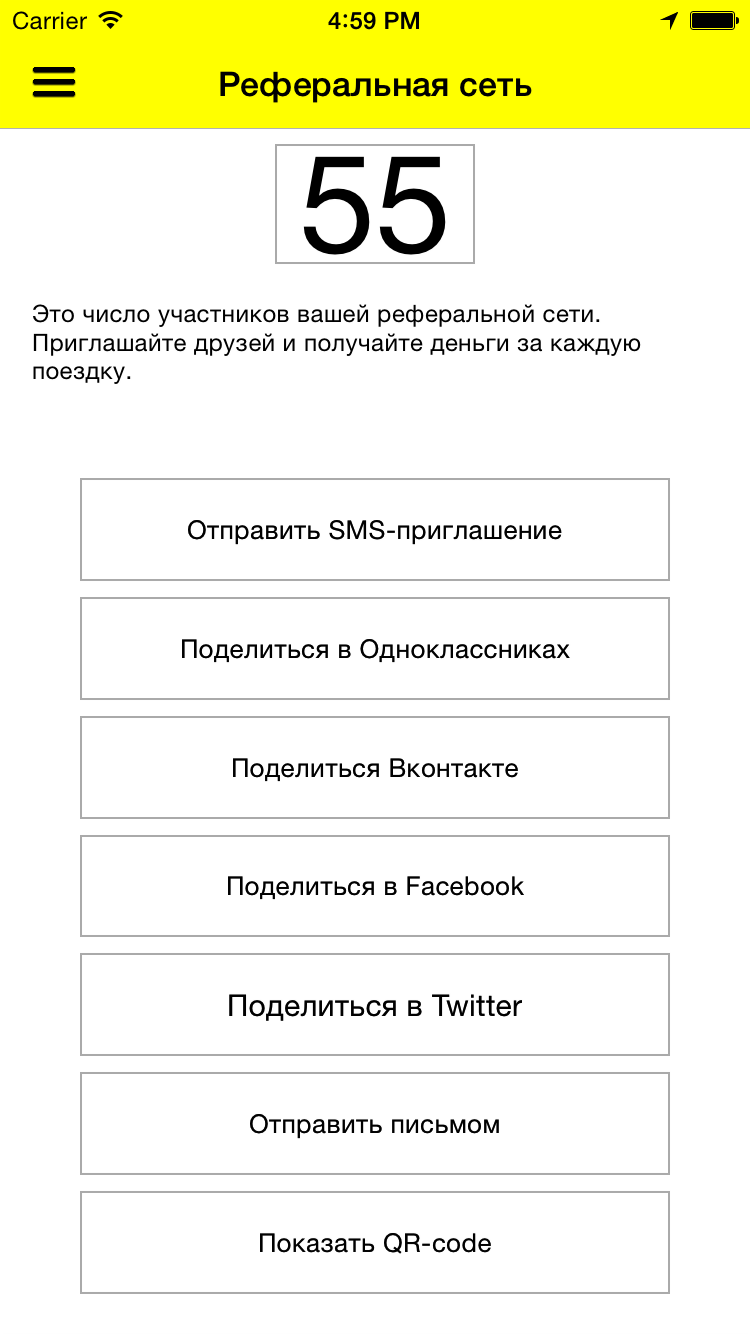 Carrier 4:59 PM
Реферальная сеть
55
Это число участников вашей реферальной сети.
Приглашайте друзей и получайте деньги за каждую
поездку.
Отправить SMS-приглашение
Поделиться в Одноклассниках
Поделиться Вконтакте
Поделиться в Facebook
Поделиться в Twitter
Отправить письмом
Показать QR-code